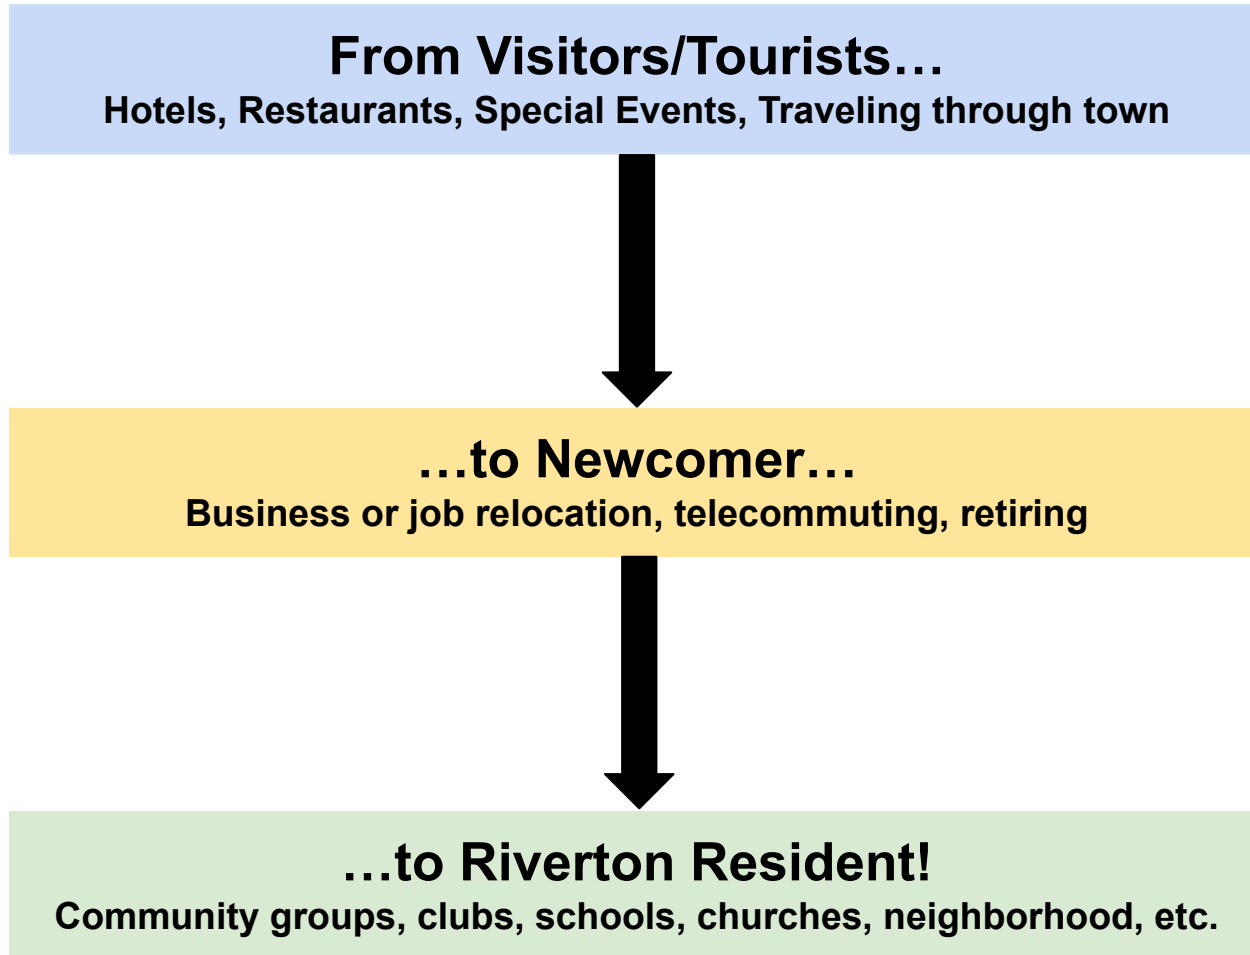 From Visitors/Tourists…
Hotels, Restaurants, Special Events, Traveling through town
…to Newcomer…
Business or job relocation, telecommuting, retiring
…to Riverton Resident!
Community groups, clubs, schools, churches, neighborhood, etc.